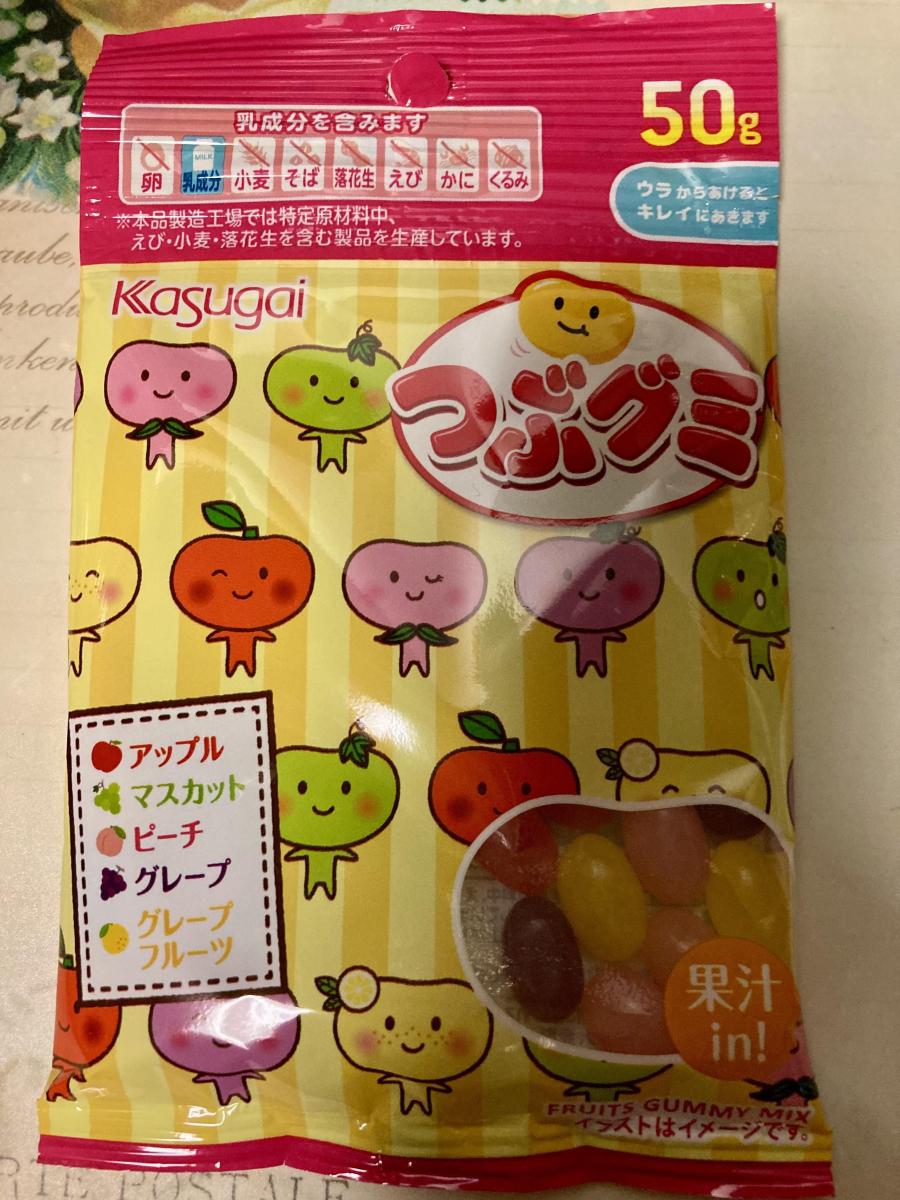 50g
乳成分を含みます
卵
MILK
乳成分
小麦
そば
落花生
えび
かに
くるみ
ウラからあけると
キレイにあきます
※本品製造工場では特定原材料中、
えび・小麦・落花生を含む製品を生産しています。
Kasugai
つぶグミ
アップル
マスカット
ピーチ
グレープ
グレープ
フルーツ
果汁
in!
FRUITS GUMMY MIX
イラストはイメージです。